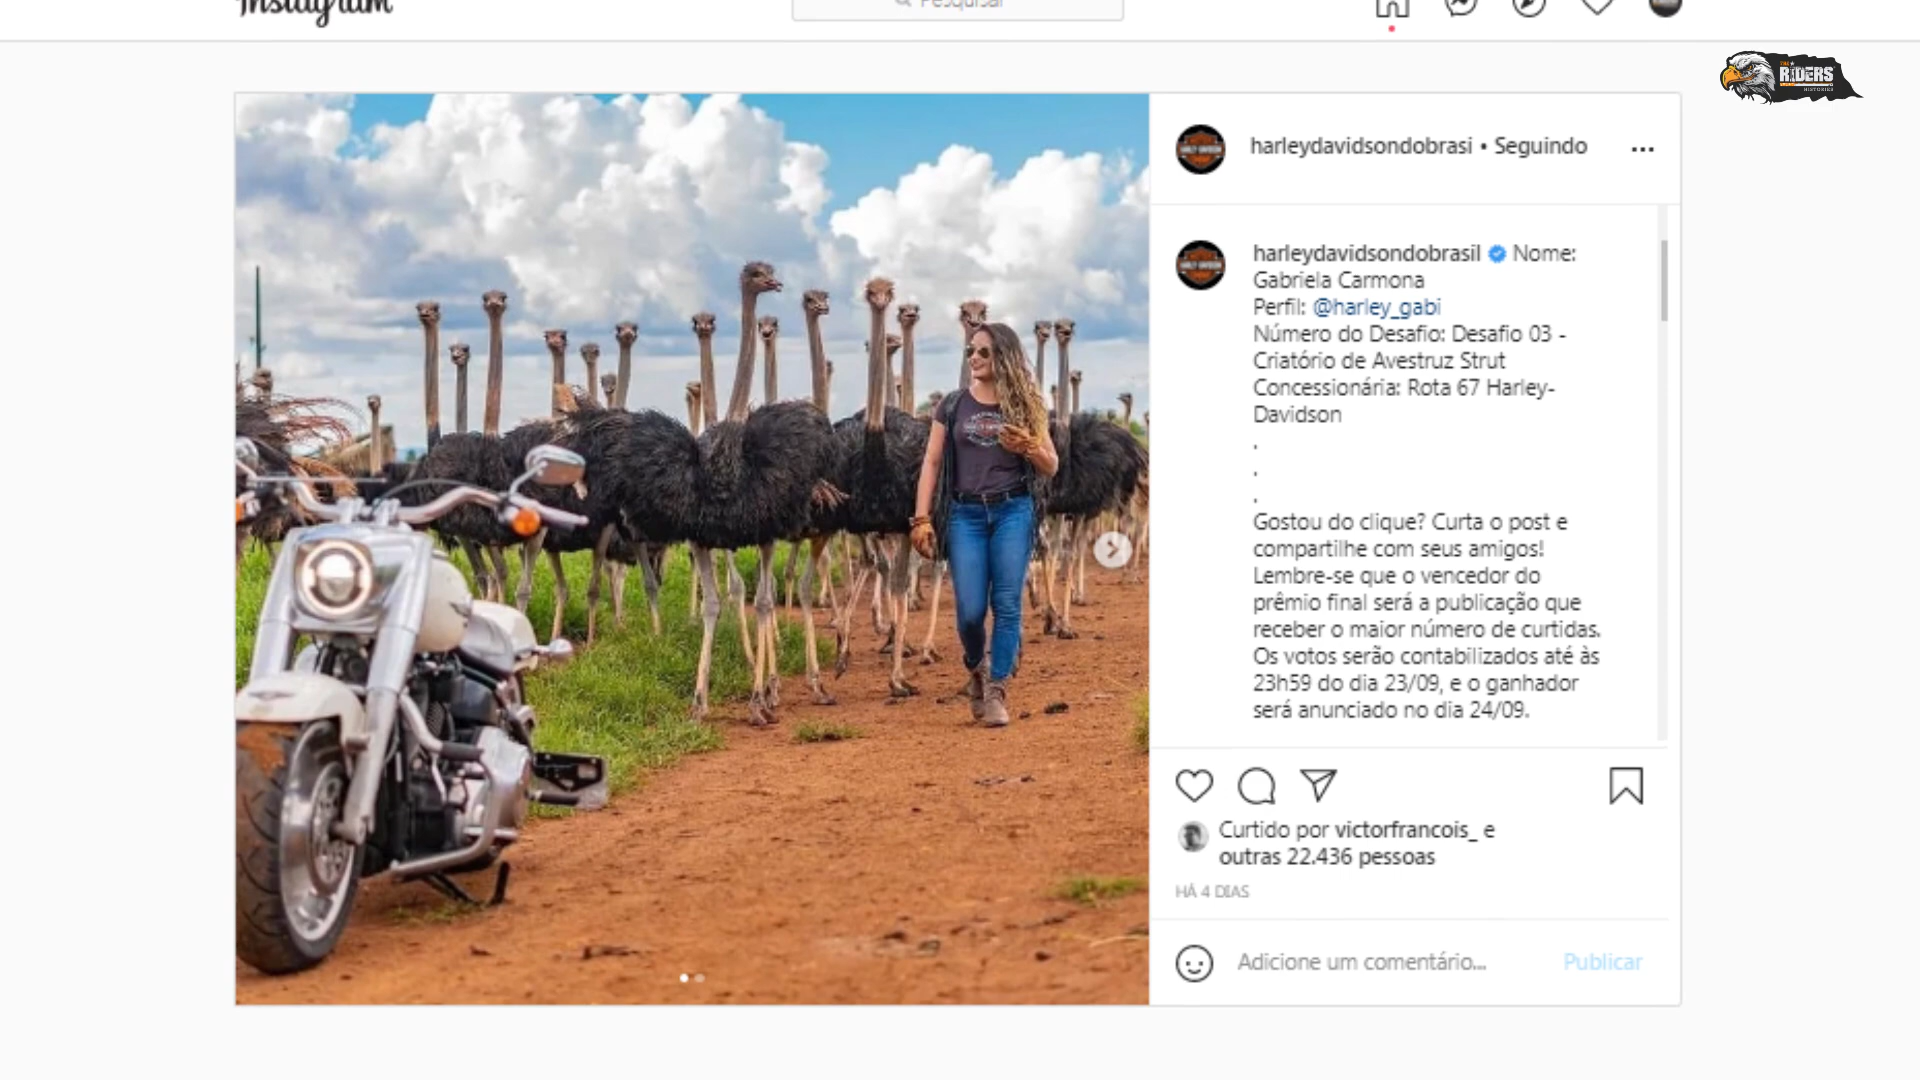 Instagram
Pesquisar
THE
RIDERS
HISTORIES
harleydavidsondobrasi • Seguindo
harleydavidsondobrasil Nome:
Gabriela Carmona
Perfil: @harley_gabi
Número do Desafio: Desafio 03 -
Criatório de Avestruz Strut
Concessionária: Rota 67 Harley-
Davidson
.
.
.
Gostou do clique? Curta o post e
compartilhe com seus amigos!
Lembre-se que o vencedor do
prêmio final será a publicação que
receber o maior número de curtidas.
Os votos serão contabilizados até às
23h59 do dia 23/09, e o ganhador
será anunciado no dia 24/09.
Curtido por victorfrancois_ e
outras 22.436 pessoas
HÁ 4 DIAS
Adicione um comentário...
Publicar